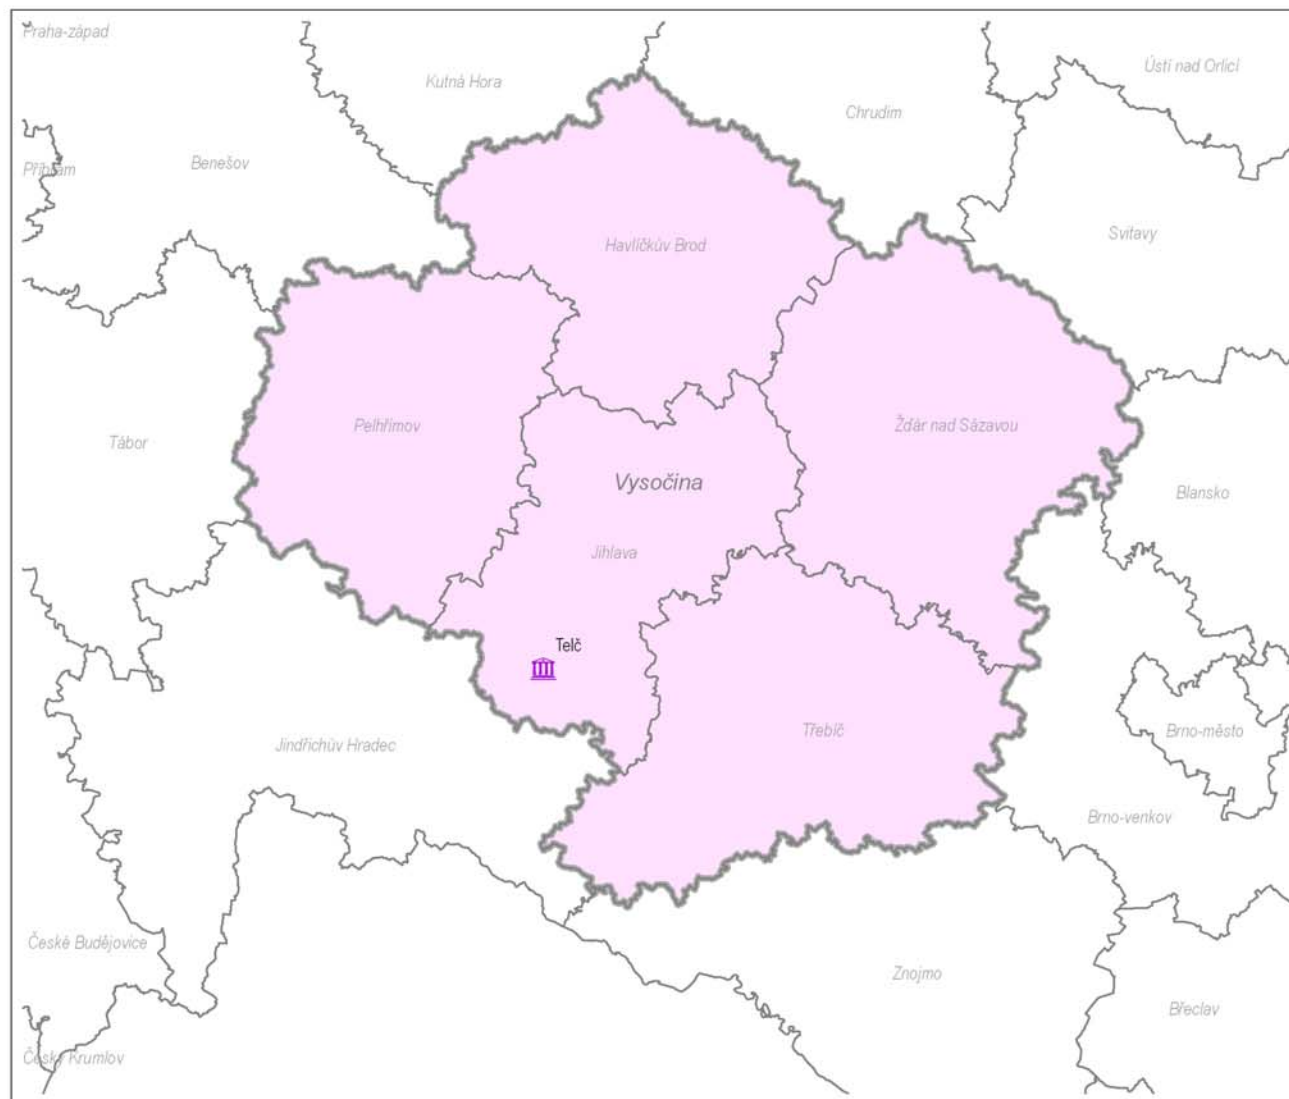 Praha-západ
Kutná Hora
Ústí nad Orlicí
Chrudim
Benešov
Příbram
Svitavy
Havlíčkův Brod
Pelhřimov
Žďár nad Sázavou
Tábor
Vysočina
Blansko
Jihlava
Telč
Třebíč
Brno-město
Jindřichův Hradec
Brno-venkov
České Budějovice
Znojmo
Břeclav
Český Krumlov